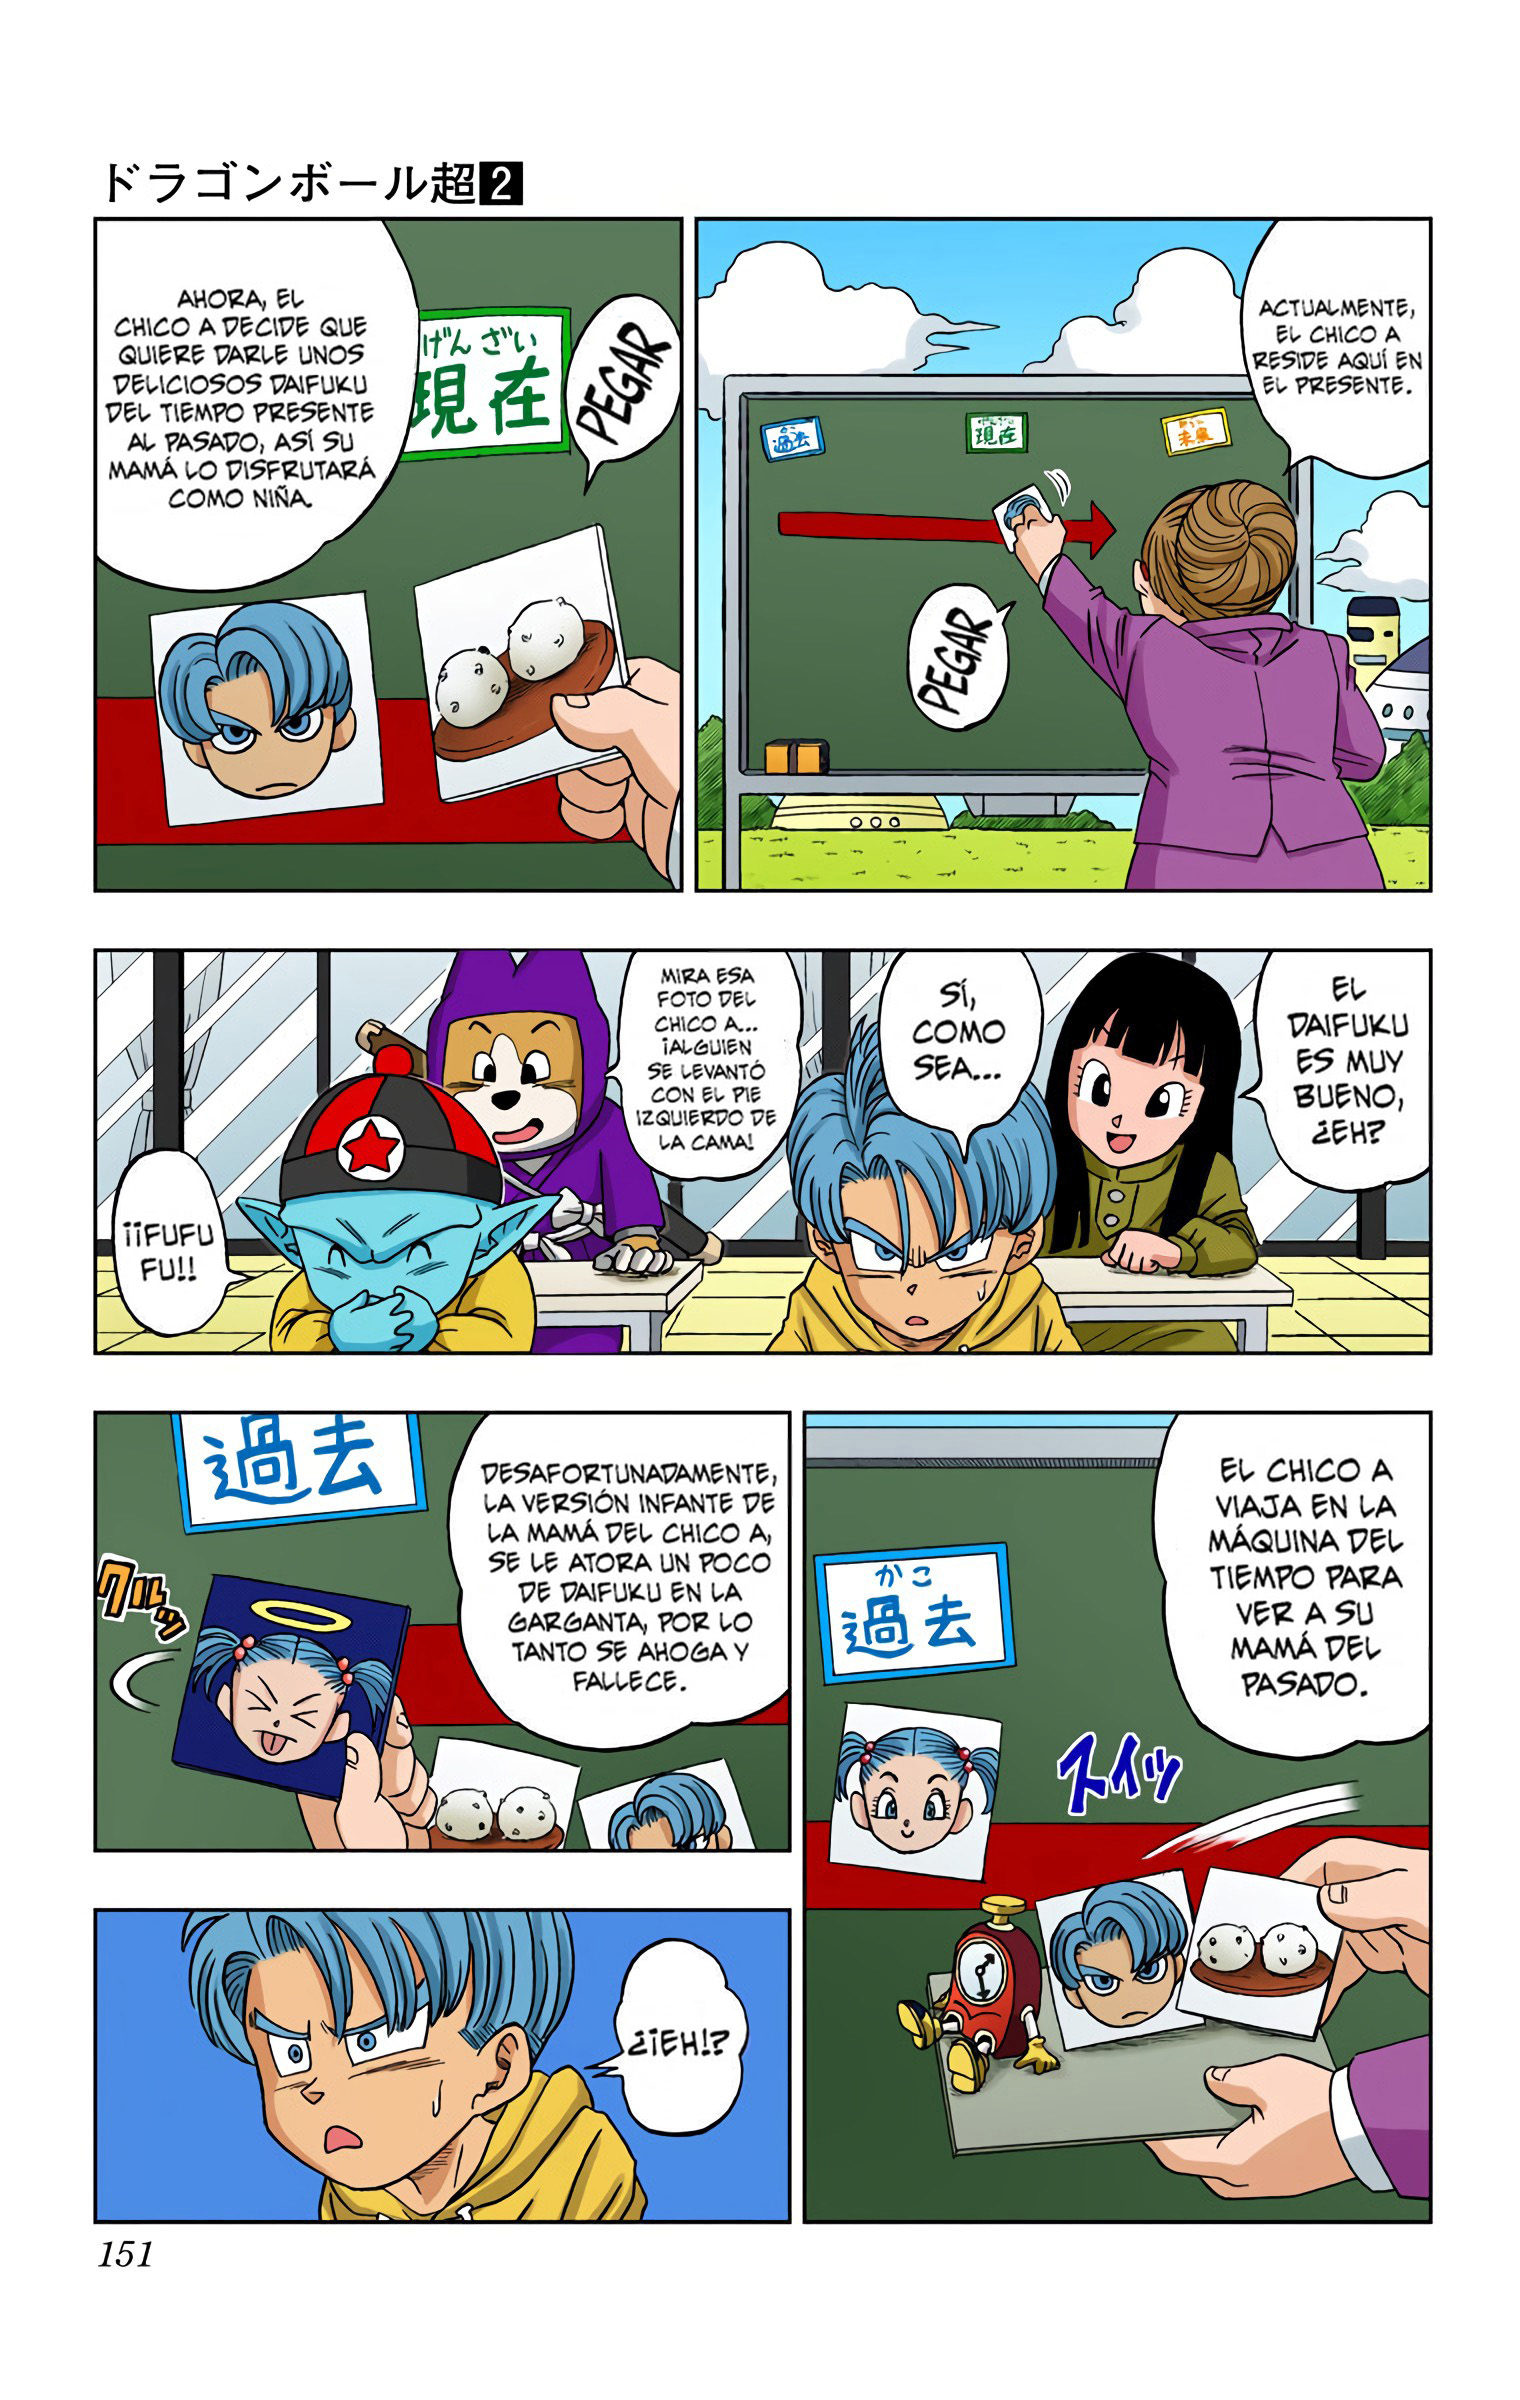 ドラゴンボール超2
ACTUALMENTE,
EL CHICO A
RESIDE AQUÍ EN
EL PRESENTE.
過去
現在
未来
PEGAR
AHORA, EL
CHICO A DECIDE QUE
QUIERE DARLE UNOS
DELICIOSOS DAIFUKU
DEL TIEMPO PRESENTE
AL PASADO, ASÍ SU
MAMÁ LO DISFRUTARÁ
COMO NIÑA.
げんざい
現在
PEGAR
EL
DAIFUKU
ES MUY
BUENO,
¿EH?
SÍ,
COMO
SEA...
MIRA ESA
FOTO DEL
CHICO A...
¡ALGUIEN
SE LEVANTÓ
CON EL PIE
IZQUIERDO DE
LA CAMA!
¡¡FUFU
FU!!
EL CHICO A
VIAJA EN LA
MÁQUINA DEL
TIEMPO PARA
VER A SU
MAMÁ DEL
PASADO.
かこ
過去
スイッ
過去
DESAFORTUNADAMENTE,
LA VERSIÓN INFANTE DE
LA MAMÁ DEL CHICO A,
SE LE ATORA UN POCO
DE DAIFUKU EN LA
GARGANTA, POR LO
TANTO SE AHOGA Y
FALLECE.
クルッ
¿¡EH!?
151